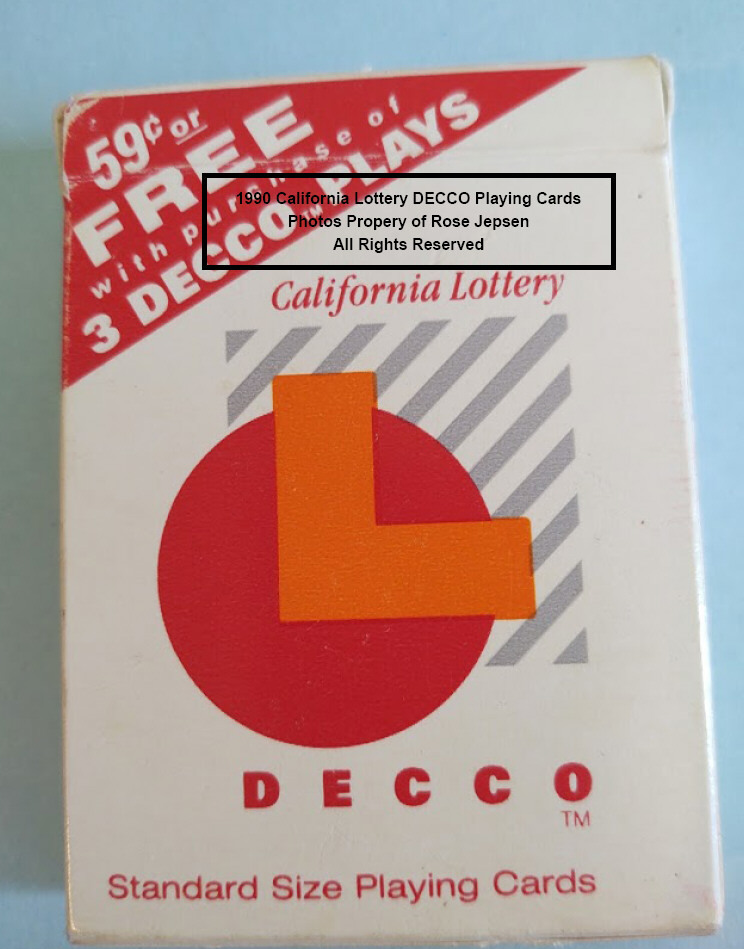 59¢ or
FREE
with purchase of
3 DECCO PLAYS
1990 California Lottery DECCO Playing Cards
Photos Propery of Rose Jepsen
All Rights Reserved
California Lottery
L
DECCO
TM
Standard Size Playing Cards